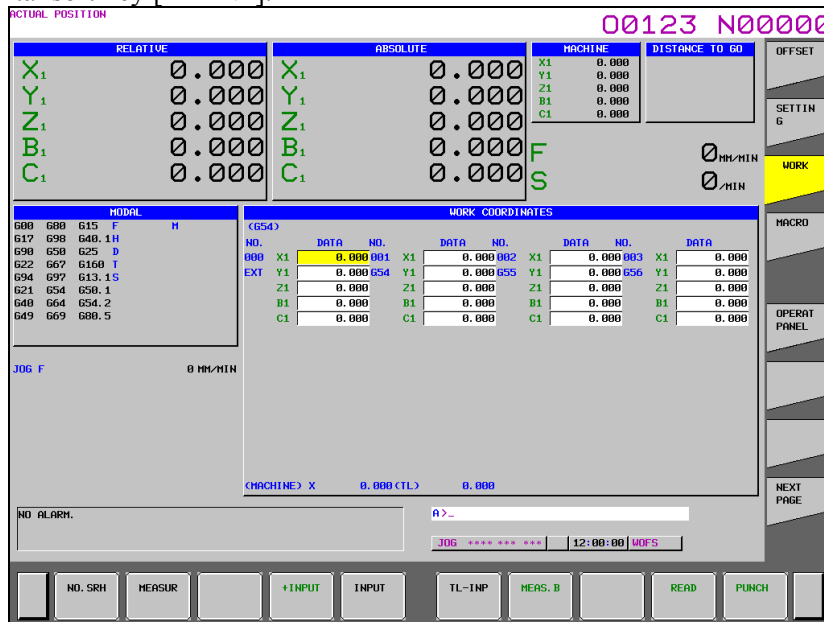 ACTUAL POSITION
O0123 N00000
RELATIVE
X1 0.000
Y1 0.000
Z1 0.000
B1 0.000
C1 0.000
ABSOLUTE
X1 0.000
Y1 0.000
Z1 0.000
B1 0.000
C1 0.000
MACHINE
X1 0.000
Y1 0.000
Z1 0.000
B1 0.000
C1 0.000
DISTANCE TO GO
F 0 MM/MIN
S 0 /MIN
MODAL
G00 G80 G15 F M
G17 G98 G40.1 H
G90 G50 G25 D
G22 G67 G160 T
G94 G97 G13.1 S
G21 G54 G50.1
G40 G64 G54.2
G49 G69 G80.5
JOG F 0 MM/MIN
WORK COORDINATES
(G54)
NO. DATA NO. DATA NO. DATA NO. DATA
000 X1 0.000 001 X1 0.000 002 X1 0.000 003 X1 0.000
EXT Y1 0.000 G54 Y1 0.000 G55 Y1 0.000 G56 Y1 0.000
Z1 0.000 Z1 0.000 Z1 0.000 Z1 0.000
B1 0.000 B1 0.000 B1 0.000 B1 0.000
C1 0.000 C1 0.000 C1 0.000 C1 0.000
(MACHINE) X 0.000 (TL) 0.000
NO ALARM.
A>_
JOG **** *** *** 12:00:00 WOFS
OFFSET
SETTIN
G
WORK
MACRO
OPERAT
PANEL
NEXT
PAGE
NO.SRH MEASUR +INPUT INPUT TL-INP MEAS.B READ PUNCH